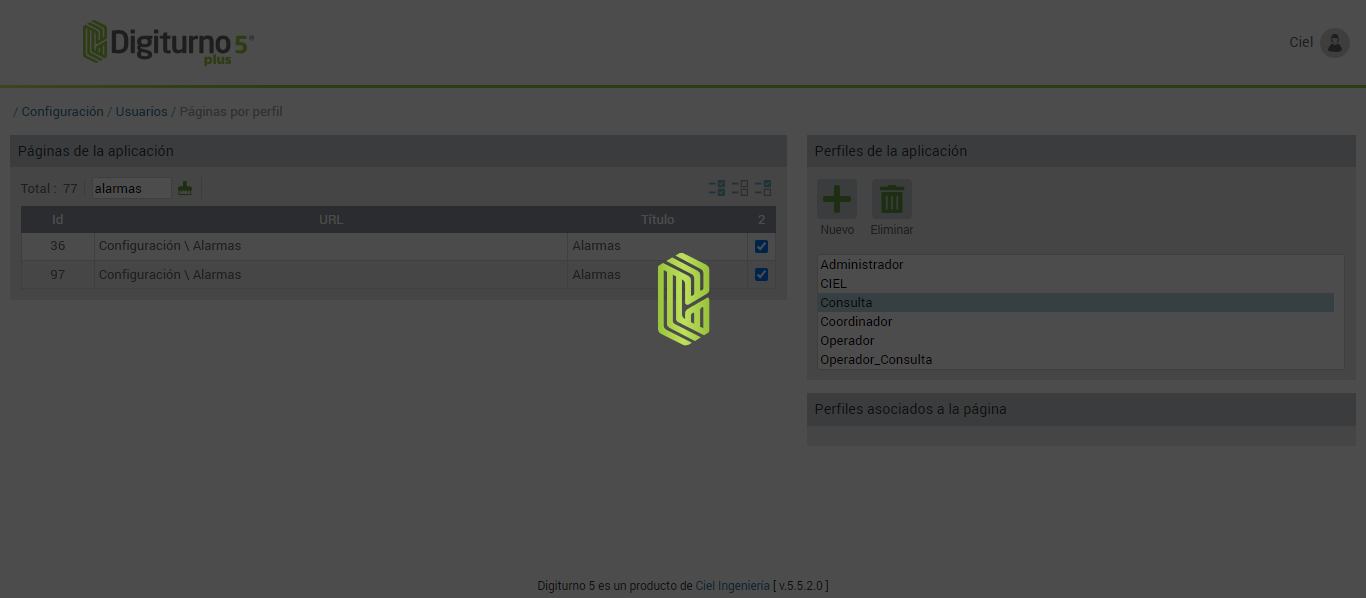 Digiturno 5®
plus
Ciel
/ Configuración / Usuarios / Páginas por perfil
Páginas de la aplicación
Total : 77 alarmas
Id URL Título 2
36 Configuración \ Alarmas Alarmas
97 Configuración \ Alarmas Alarmas
Perfiles de la aplicación
Nuevo Eliminar
Administrador
CIEL
Consulta
Coordinador
Operador
Operador_Consulta
Perfiles asociados a la página
Digiturno 5 es un producto de Ciel Ingeniería [ v.5.5.2.0 ]